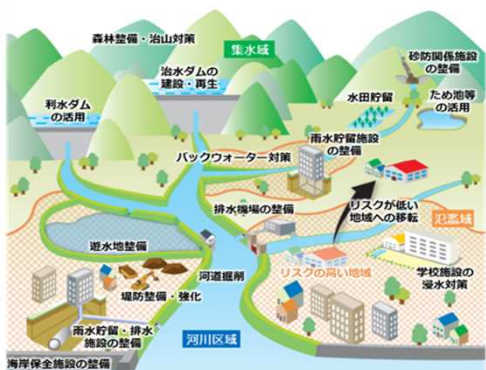 森林整備・治山対策
集水域
砂防関係施設
の整備
治水ダムの
建設・再生
水田貯留
ため池等
の活用
利水ダム
の活用
雨水貯留施設
の整備
バックウォーター対策
リスクが低い
地域への移転
排水機場の整備
氾濫域
遊水地整備
河道掘削
リスクの高い地域
学校施設の
浸水対策
堤防整備・強化
雨水貯留・排水
施設の整備
河川区域
海岸保全施設の整備